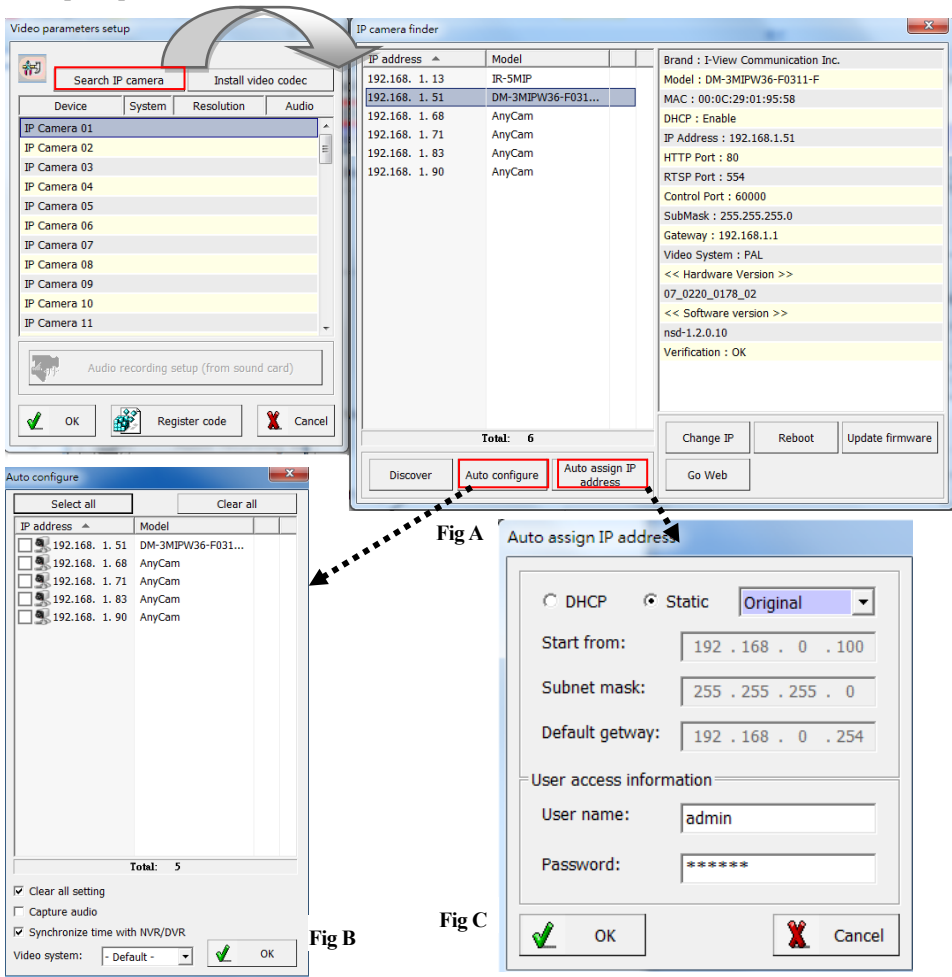 Video parameters setup
Search IP camera
Install video codec
Device System Resolution Audio
IP Camera 01
IP Camera 02
IP Camera 03
IP Camera 04
IP Camera 05
IP Camera 06
IP Camera 07
IP Camera 08
IP Camera 09
IP Camera 10
IP Camera 11
Audio recording setup (from sound card)
OK
Register code
Cancel
IP camera finder
IP address Model
192.168. 1. 13 IR-5MIP
192.168. 1. 51 DM-3MIPW36-F031...
192.168. 1. 68 AnyCam
192.168. 1. 71 AnyCam
192.168. 1. 83 AnyCam
192.168. 1. 90 AnyCam
Total: 6
Brand : I-View Communication Inc.
Model : DM-3MIPW36-F0311-F
MAC : 00:0C:29:01:95:58
DHCP : Enable
IP Address : 192.168.1.51
HTTP Port : 80
RTSP Port : 554
Control Port : 60000
SubMask : 255.255.255.0
Gateway : 192.168.1.1
Video System : PAL
<< Hardware Version >>
07_0220_0178_02
<< Software version >>
nsd-1.2.0.10
Verification : OK
Discover
Auto configure
Auto assign IP
address
Change IP
Reboot
Update firmware
Go Web
Fig A
Auto configure
Select all
Clear all
IP address Model
192.168. 1. 51 DM-3MIPW36-F031...
192.168. 1. 68 AnyCam
192.168. 1. 71 AnyCam
192.168. 1. 83 AnyCam
192.168. 1. 90 AnyCam
Total: 5
Clear all setting
Capture audio
Synchronize time with NVR/DVR
Video system: - Default -
OK
Fig B
Auto assign IP address
DHCP Static Original
Start from: 192 . 168 . 0 . 100
Subnet mask: 255 . 255 . 255 . 0
Default getway: 192 . 168 . 0 . 254
User access information
User name: admin
Password: ******
OK
Cancel
Fig C